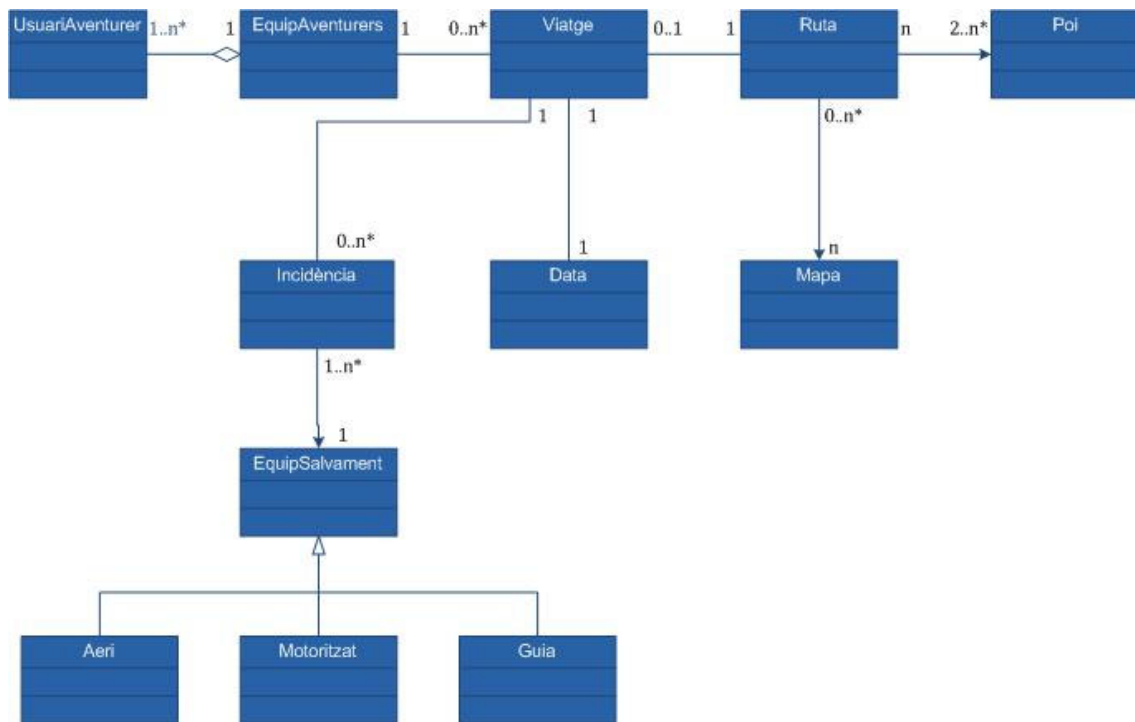 UsuariAventurer 1..n* 1 EquipAventurers 1 0..n* Viatge 0..1 1 Ruta n 2..n* Poi
1 1 0..n*
0..n* 1 n
Incidència Data Mapa
1..n*
1
EquipSalvament
Aeri Motoritzat Guia